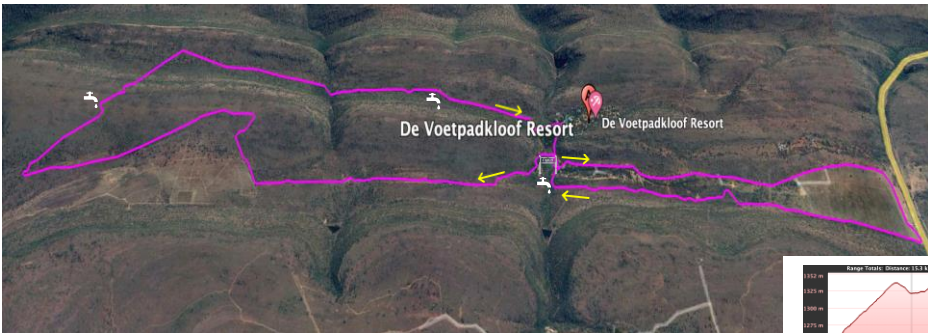 De Voetpadkloof Resort
De Voetpadkloof Resort
Range Totals: Distance: 15.3 k
1352 m
1325 m
1300 m
1275 m